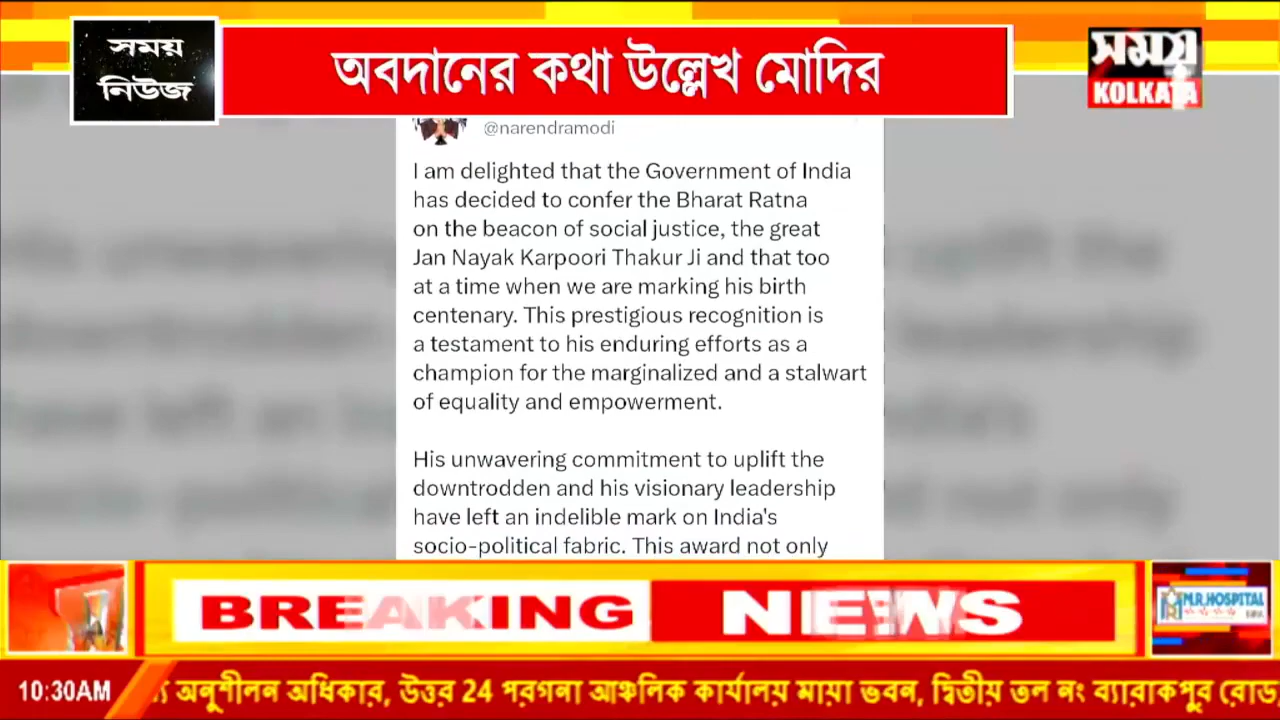 সময়
নিউজ
অবদানের কথা উল্লেখ মোদির
সময়
KOLKATA
@narendramodi
I am delighted that the Government of India
has decided to confer the Bharat Ratna
on the beacon of social justice, the great
Jan Nayak Karpoori Thakur Ji and that too
at a time when we are marking his birth
centenary. This prestigious recognition is
a testament to his enduring efforts as a
champion for the marginalized and a stalwart
of equality and empowerment.
His unwavering commitment to uplift the
downtrodden and his visionary leadership
have left an indelible mark on India's
socio-political fabric. This award not only
BREAKING NEWS
M.R.HOSPITAL
10:30AM
অনুশীলন অধিকার, উত্তর 24 পরগনা আঞ্চলিক কার্যালয় মায়া ভবন, দ্বিতীয় তল নং ব্যারাকপুর রোড